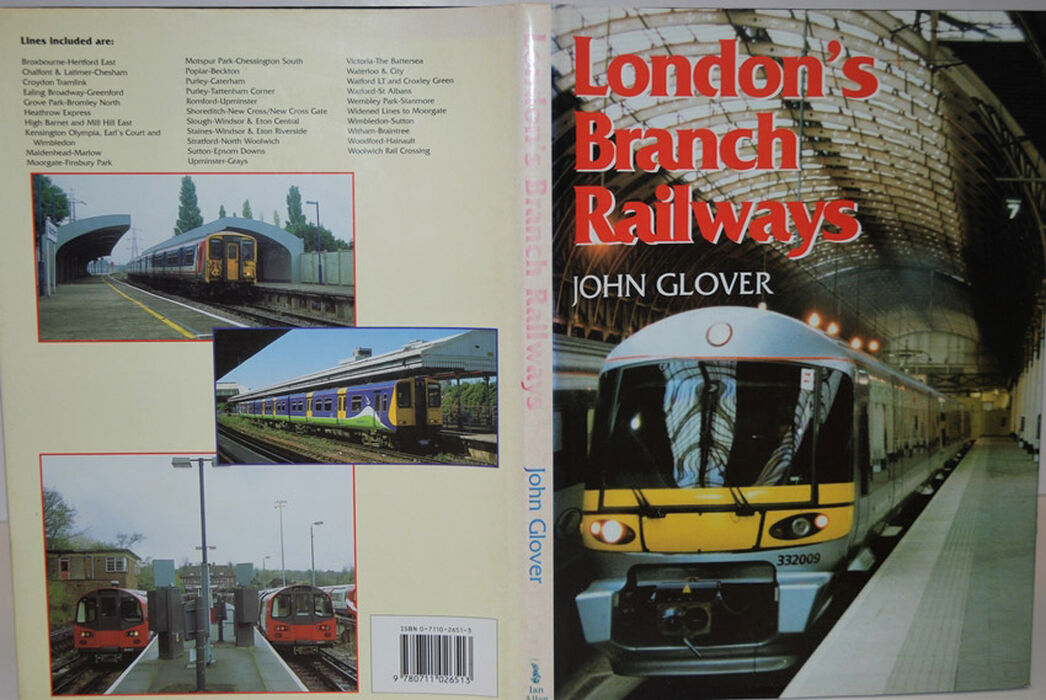 Lines included are:
Broxbourne-Hertford East
Chalfont & Latimer-Chesham
Croydon Tramlink
Ealing Broadway-Greenford
Grove Park-Bromley North
Heathrow Express
High Barnet and Mill Hill East
Kensington Olympia, Earl's Court and
Wimbledon
Maidenhead-Marlow
Moorgate-Finsbury Park
Motspur Park-Chessington South
Poplar-Beckton
Purley-Caterham
Purley-Tattenham Corner
Romford-Upminster
Shoreditch-New Cross/New Cross Gate
Slough-Windsor & Eton Central
Staines-Windsor & Eton Riverside
Stratford-North Woolwich
Sutton-Epsom Downs
Upminster-Grays
Victoria-The Battersea
Waterloo & City
Watford LT and Croxley Green
Watford-St Albans
Wembley Park-Stanmore
Widened Lines to Moorgate
Wimbledon-Sutton
Witham-Braintree
Woodford-Hainault
Woolwich Rail Crossing
ISBN 0-7110-2651-3
9 780711 026513
London's Branch Railways
John Glover
Ian
Allan
London's
Branch
Railways
JOHN GLOVER
7
332009